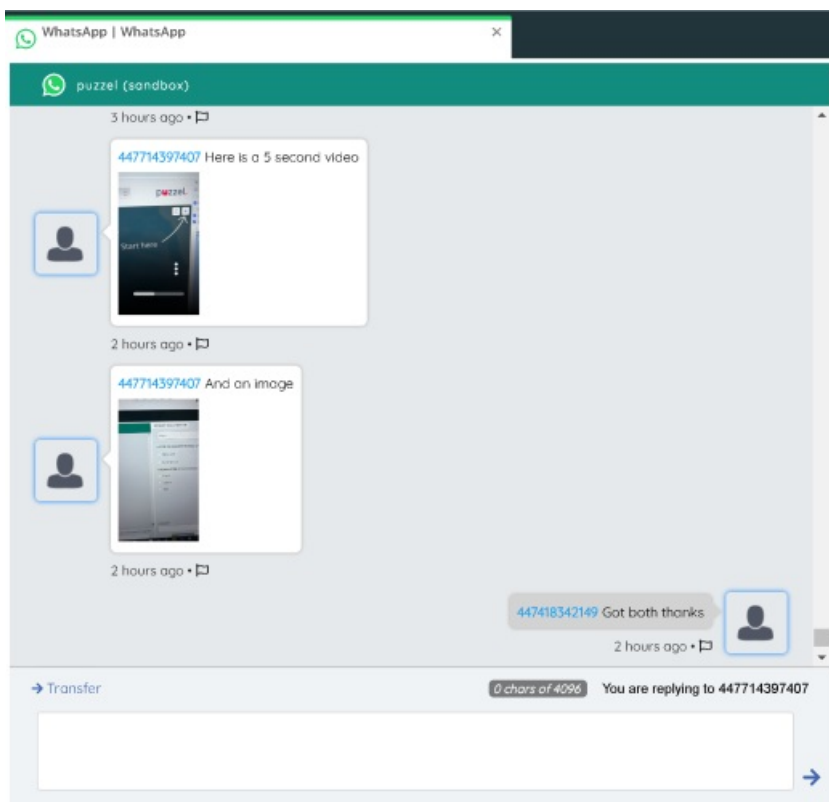 WhatsApp | WhatsApp
puzzel (sandbox)
3 hours ago •
447714397407 Here is a 5 second video
puzzel.
Start here
2 hours ago •
447714397407 And an image
2 hours ago •
447418342149 Got both thanks
2 hours ago •
Transfer
0 chars of 4096 You are replying to 447714397407